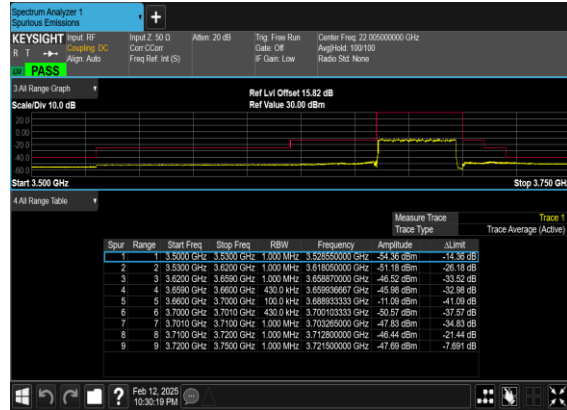 Spectrum Analyzer 1
Spurious Emissions
KEYSIGHT Input: RF Input Z: 50 Ω Atten: 20 dB Trig: Free Run Center Freq: 22.005000000 GHz
R T Coupling: DC Corr CCorr Gate: Off Avg|Hold: 100/100
Align: Auto Freq Ref: Int (S) IF Gain: Low Radio Std: None
PASS
3 All Range Graph
Ref Lvl Offset 15.82 dB
Scale/Div 10.0 dB Ref Value 30.00 dBm
20.0
0.00
-20.0
-40.0
-60.0
Start 3.500 GHz Stop 3.750 GH
4 All Range Table
Measure Trace Trace 1
Trace Type Trace Average (Active)
Spur Range Start Freq Stop Freq RBW Frequency Amplitude ΔLimit
1 1 3.5000 GHz 3.5300 GHz 1.000 MHz 3.528550000 GHz -54.36 dBm -14.36 dB
2 2 3.5300 GHz 3.6200 GHz 1.000 MHz 3.618050000 GHz -51.18 dBm -26.18 dB
3 3 3.6200 GHz 3.6590 GHz 1.000 MHz 3.658870000 GHz -46.52 dBm -33.52 dB
4 4 3.6590 GHz 3.6600 GHz 430.0 kHz 3.659936667 GHz -45.98 dBm -32.98 dB
5 5 3.6600 GHz 3.7000 GHz 100.0 kHz 3.688933333 GHz -11.09 dBm -41.09 dB
6 6 3.7000 GHz 3.7010 GHz 430.0 kHz 3.700103333 GHz -50.57 dBm -37.57 dB
7 7 3.7010 GHz 3.7100 GHz 1.000 MHz 3.703265000 GHz -47.83 dBm -34.83 dB
8 8 3.7100 GHz 3.7200 GHz 1.000 MHz 3.712800000 GHz -46.44 dBm -21.44 dB
9 9 3.7200 GHz 3.7500 GHz 1.000 MHz 3.721500000 GHz -47.69 dBm -7.691 dB
? Feb 12, 2025
10:30:19 PM